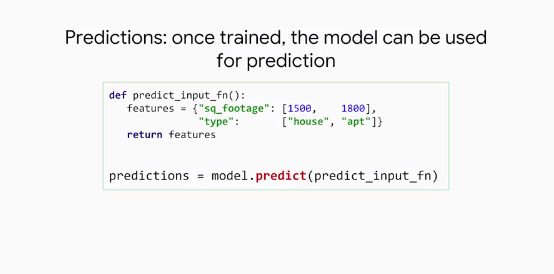 Predictions: once trained, the model can be used
for prediction
def predict_input_fn():
features = {"sq_footage": [1500, 1800],
"type": ["house", "apt"]}
return features
predictions = model.predict(predict_input_fn)